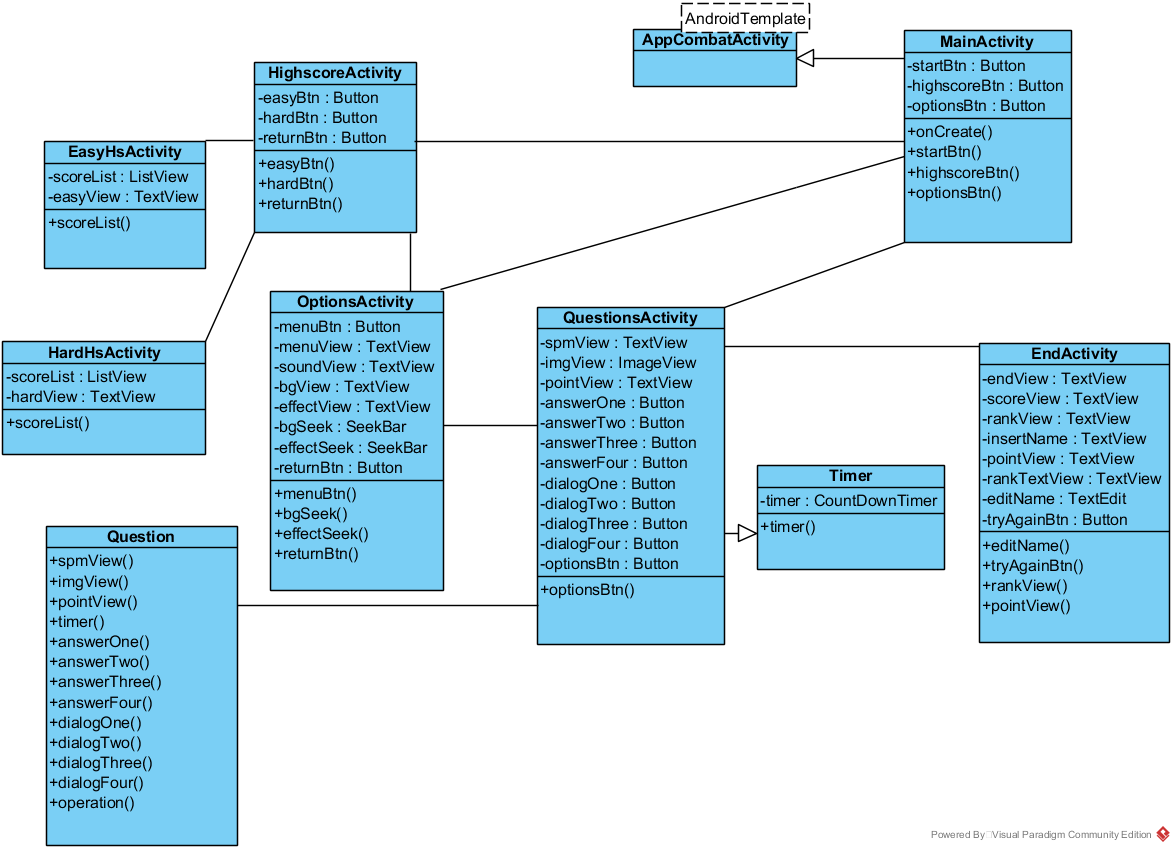 AndroidTemplate
AppCombatActivity
MainActivity
-startBtn : Button
-highscoreBtn : Button
-optionsBtn : Button
+onCreate()
+startBtn()
+highscoreBtn()
+optionsBtn()
HighscoreActivity
-easyBtn : Button
-hardBtn : Button
-returnBtn : Button
+easyBtn()
+hardBtn()
+returnBtn()
EasyHsActivity
-scoreList : ListView
-easyView : TextView
+scoreList()
HardHsActivity
-scoreList : ListView
-hardView : TextView
+scoreList()
OptionsActivity
-menuBtn : Button
-menuView : TextView
-soundView : TextView
-bgView : TextView
-effectView : TextView
-bgSeek : SeekBar
-effectSeek : SeekBar
-returnBtn : Button
+menuBtn()
+bgSeek()
+effectSeek()
+returnBtn()
QuestionsActivity
-spmView : TextView
-imgView : ImageView
-pointView : TextView
-answerOne : Button
-answerTwo : Button
-answerThree : Button
-answerFour : Button
-dialogOne : Button
-dialogTwo : Button
-dialogThree : Button
-dialogFour : Button
-optionsBtn : Button
+optionsBtn()
EndActivity
-endView : TextView
-scoreView : TextView
-rankView : TextView
-insertName : TextView
-pointView : TextView
-rankTextView : TextView
-editName : TextEdit
-tryAgainBtn : Button
+editName()
+tryAgainBtn()
+rankView()
+pointView()
Timer
-timer : CountDownTimer
+timer()
Question
+spmView()
+imgView()
+pointView()
+timer()
+answerOne()
+answerTwo()
+answerThree()
+answerFour()
+dialogOne()
+dialogTwo()
+dialogThree()
+dialogFour()
+operation()
Powered By Visual Paradigm Community Edition